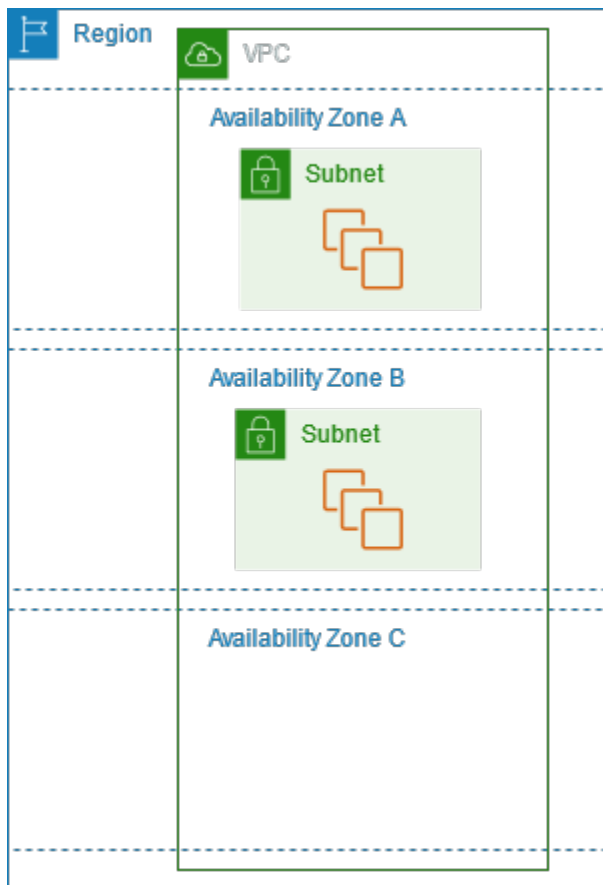 Region
VPC
Availability Zone A
Subnet
Availability Zone B
Subnet
Availability Zone C